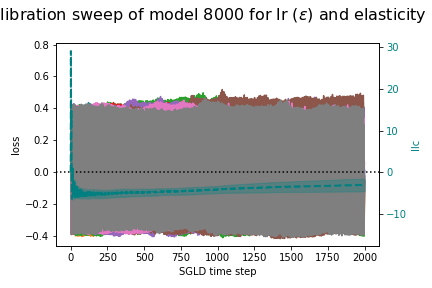 libration sweep of model 8000 for lr (ε) and elasticity
0.8
0.6
0.4
0.2
0.0
−0.2
−0.4
loss
30
20
10
0
−10
llc
0 250 500 750 1000 1250 1500 1750 2000
SGLD time step